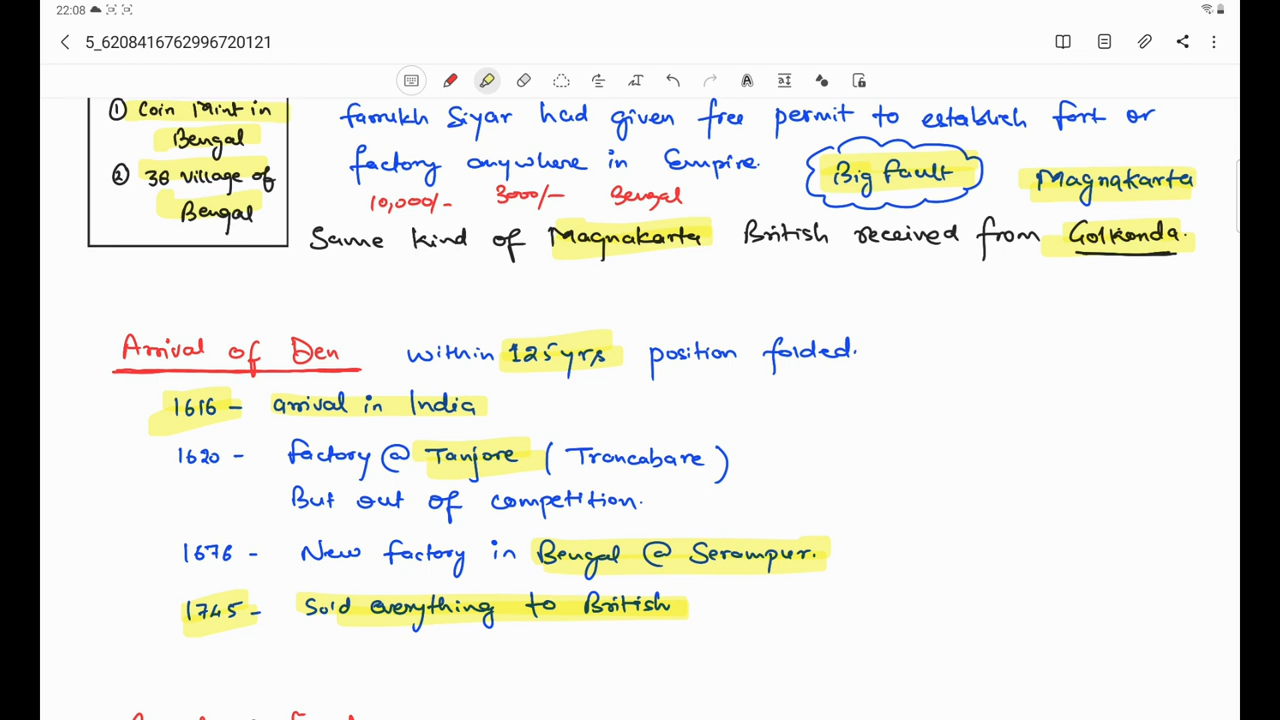 22:08
5_6208416762996720121
① Coin Mint in
Bengal
② 38 village of
Bengal
farrukh Siyar had given free permit to establish fort or
factory anywhere in Empire.
Big fault
Magnakarta
10,000/- 3000/- Bengal
Same kind of Magnakarta British received from Golkonda.
Arrival of Den within 125 yrs position folded.
1616 - arrival in India
1620 - factory @ Tanjore (Trancabare)
But out of competition.
1676 - New factory in Bengal @ Serampur.
1745 - Sold everything to British